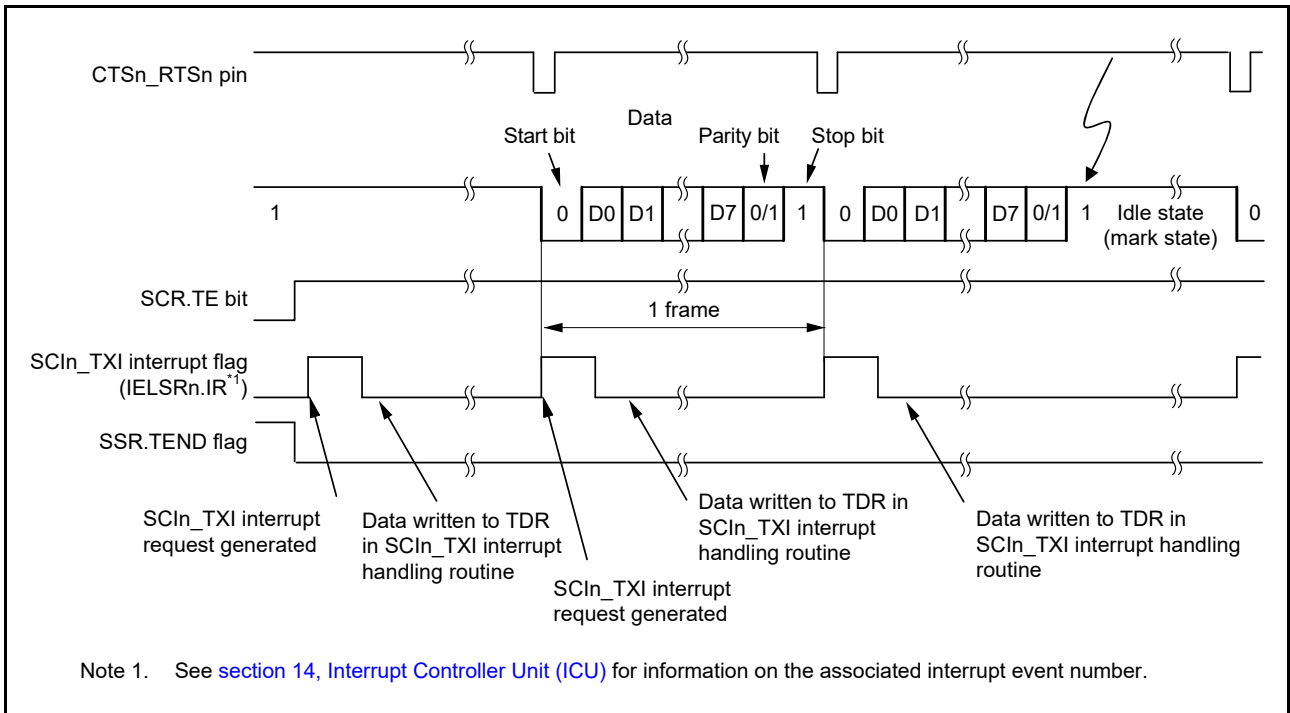 CTSn_RTSn pin
Data
Start bit
Parity bit
Stop bit
1
0
D0
D1
D7
0/1
1
0
D0
D1
D7
0/1
1
Idle state
(mark state)
0
SCR.TE bit
1 frame
SCIn_TXI interrupt flag
(IELSRn.IR*1)
SSR.TEND flag
SCIn_TXI interrupt
request generated
Data written to TDR
in SCIn_TXI interrupt
handling routine
SCIn_TXI interrupt
request generated
Data written to TDR in
SCIn_TXI interrupt
handling routine
Data written to TDR in
SCIn_TXI interrupt handling
routine
Note 1. See section 14, Interrupt Controller Unit (ICU) for information on the associated interrupt event number.